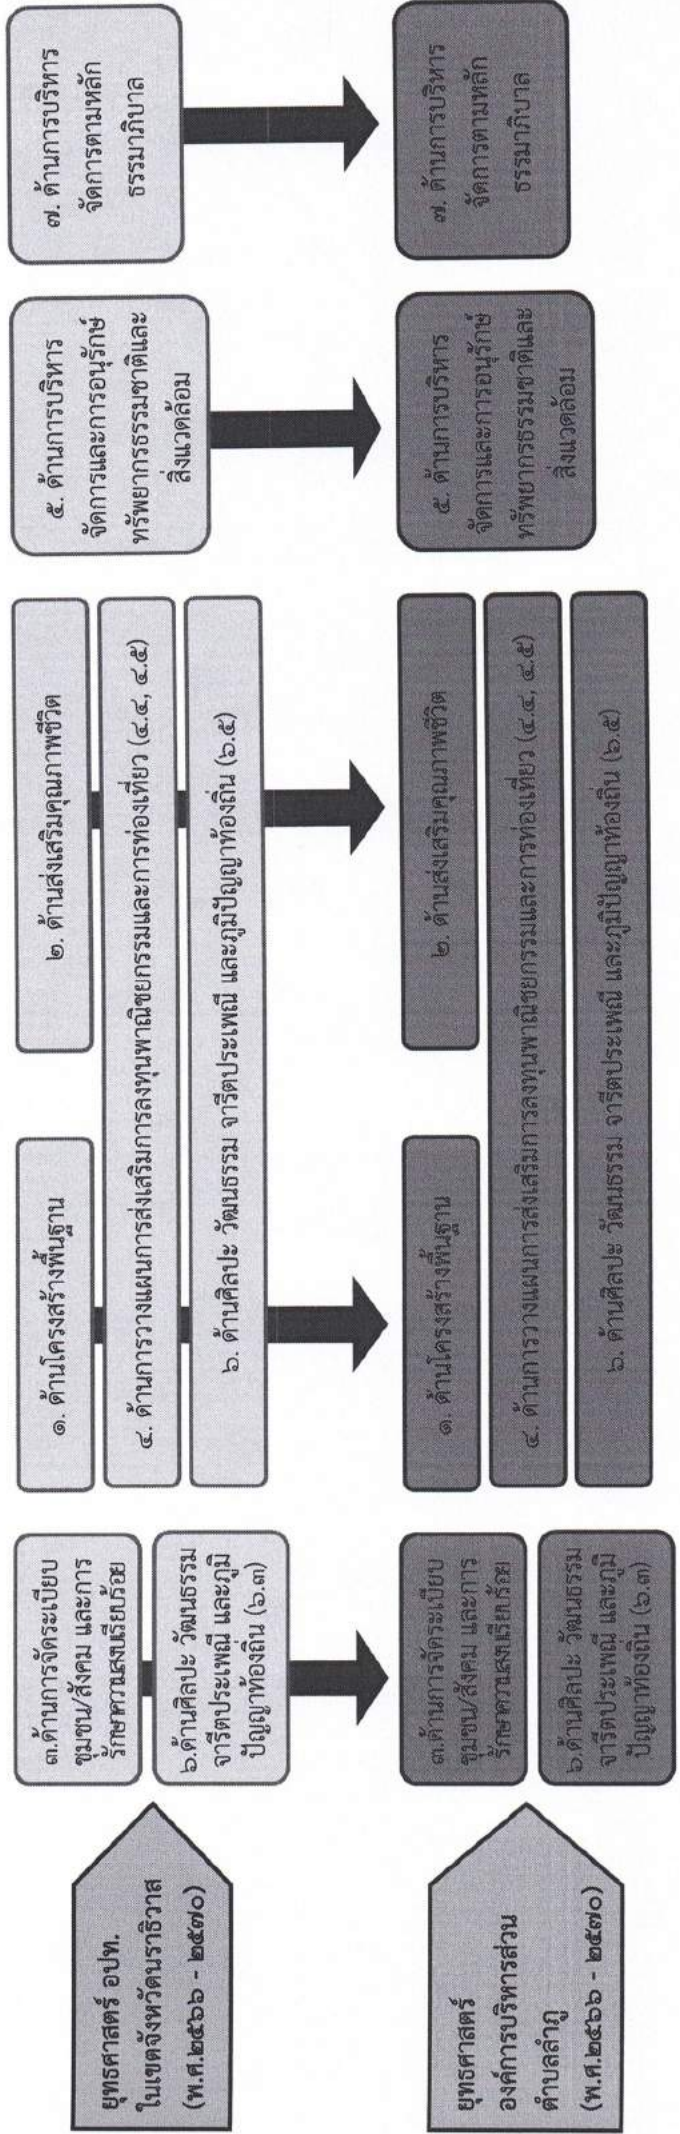 ยุทธศาสตร์ อปท.
ในเขตจังหวัดนราธิวาส
(พ.ศ.๒๕๖๖ - ๒๕๗๐)
๓.ด้านการจัดระเบียบ
ชุมชน/สังคม และการ
รักษาความสงบเรียบร้อย
๖.ด้านศิลปะ วัฒนธรรม
จารีตประเพณี และภูมิ
ปัญญาท้องถิ่น (๖.๓)
๑. ด้านโครงสร้างพื้นฐาน
๒. ด้านส่งเสริมคุณภาพชีวิต
๔. ด้านการวางแผนการส่งเสริมการลงทุนพาณิชยกรรมและการท่องเที่ยว (๔.๔, ๔.๕)
๖. ด้านศิลปะ วัฒนธรรม จารีตประเพณี และภูมิปัญญาท้องถิ่น (๖.๕)
๕. ด้านการบริหาร
จัดการและการอนุรักษ์
ทรัพยากรธรรมชาติและ
สิ่งแวดล้อม
๗. ด้านการบริหาร
จัดการตามหลัก
ธรรมาภิบาล
ยุทธศาสตร์
องค์การบริหารส่วน
ตำบลลำภู
(พ.ศ.๒๕๖๖ - ๒๕๗๐)
๓.ด้านการจัดระเบียบ
ชุมชน/สังคม และการ
รักษาความสงบเรียบร้อย
๖.ด้านศิลปะ วัฒนธรรม
จารีตประเพณี และภูมิ
ปัญญาท้องถิ่น (๖.๓)
๑. ด้านโครงสร้างพื้นฐาน
๒. ด้านส่งเสริมคุณภาพชีวิต
๔. ด้านการวางแผนการส่งเสริมการลงทุนพาณิชยกรรมและการท่องเที่ยว (๔.๔, ๔.๕)
๖. ด้านศิลปะ วัฒนธรรม จารีตประเพณี และภูมิปัญญาท้องถิ่น (๖.๕)
๕. ด้านการบริหาร
จัดการและการอนุรักษ์
ทรัพยากรธรรมชาติและ
สิ่งแวดล้อม
๗. ด้านการบริหาร
จัดการตามหลัก
ธรรมาภิบาล